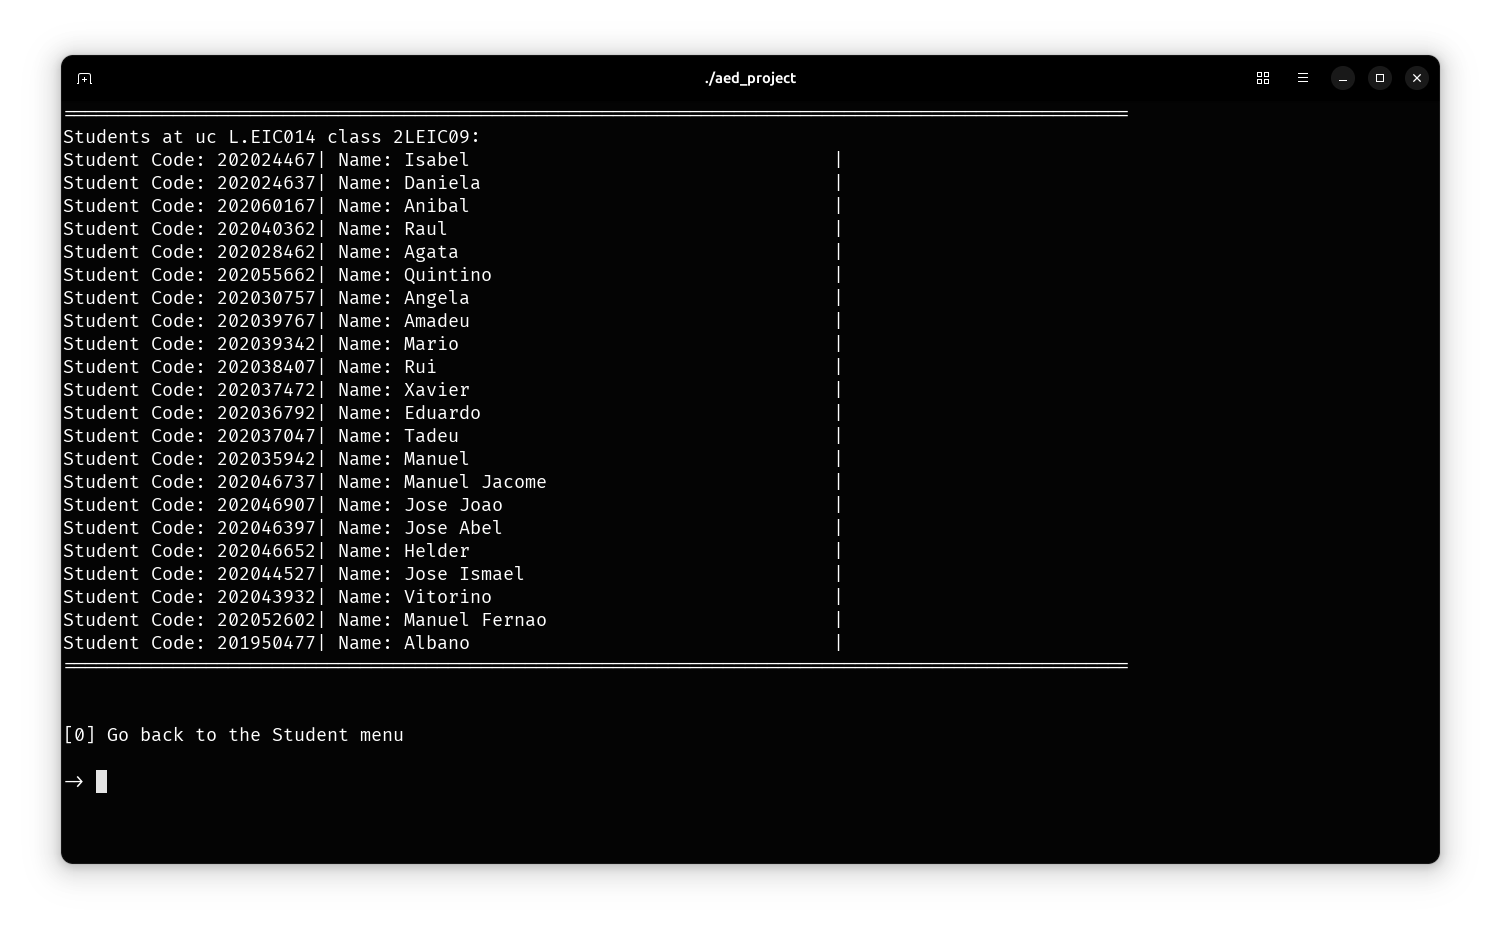 ./aed_project
================================================================================================
Students at uc L.EIC014 class 2LEIC09:
Student Code: 202024467| Name: Isabel                                 |
Student Code: 202024637| Name: Daniela                                |
Student Code: 202060167| Name: Anibal                                 |
Student Code: 202040362| Name: Raul                                   |
Student Code: 202028462| Name: Agata                                  |
Student Code: 202055662| Name: Quintino                               |
Student Code: 202030757| Name: Angela                                 |
Student Code: 202039767| Name: Amadeu                                 |
Student Code: 202039342| Name: Mario                                  |
Student Code: 202038407| Name: Rui                                    |
Student Code: 202037472| Name: Xavier                                 |
Student Code: 202036792| Name: Eduardo                                |
Student Code: 202037047| Name: Tadeu                                  |
Student Code: 202035942| Name: Manuel                                 |
Student Code: 202046737| Name: Manuel Jacome                          |
Student Code: 202046907| Name: Jose Joao                              |
Student Code: 202046397| Name: Jose Abel                              |
Student Code: 202046652| Name: Helder                                 |
Student Code: 202044527| Name: Jose Ismael                            |
Student Code: 202043932| Name: Vitorino                               |
Student Code: 202052602| Name: Manuel Fernao                          |
Student Code: 201950477| Name: Albano                                 |
================================================================================================
[0] Go back to the Student menu
->